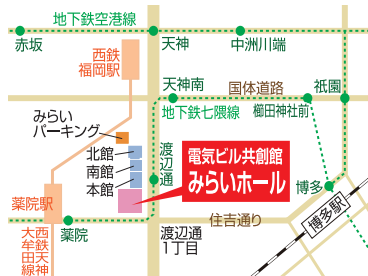 地下鉄空港線
赤坂
天神
中洲川端
西鉄
福岡駅
天神南
国体道路
祇園
地下鉄七隈線
櫛田神社前
みらい
パーキング
北館
南館
本館
渡辺通
電気ビル共創館
みらいホール
博多
薬院駅
薬院
住吉通り
博多駅
渡辺通
1丁目
西鉄天神
大牟田線